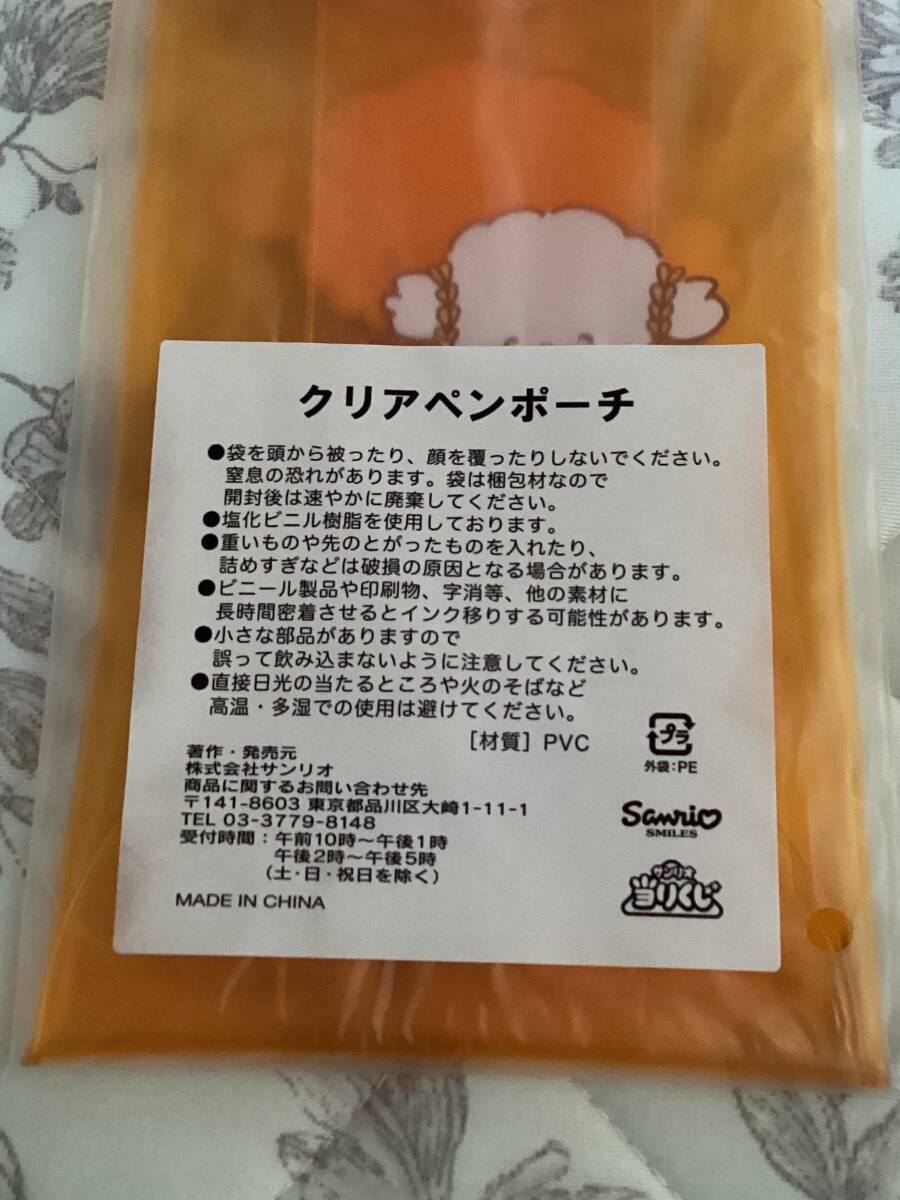 クリアペンポーチ
●袋を頭から被ったり、顔を覆ったりしないでください。
窒息の恐れがあります。袋は梱包材なので
開封後は速やかに廃棄してください。
●塩化ビニル樹脂を使用しております。
●重いものや先のとがったものを入れたり、
詰めすぎなどは破損の原因となる場合があります。
●ビニール製品や印刷物、字消等、他の素材に
長時間密着させるとインク移りする可能性があります。
●小さな部品がありますので
誤って飲み込まないように注意してください。
●直接日光の当たるところや火のそばなど
高温・多湿での使用は避けてください。
[材質] PVC
プラ
外袋:PE
著作・発売元
株式会社サンリオ
商品に関するお問い合わせ先
〒141-8603 東京都品川区大崎1-11-1
TEL 03-3779-8148
受付時間:午前10時〜午後1時
午後2時〜午後5時
(土・日・祝日を除く)
MADE IN CHINA
Sanrio
SMILES
サンリオ
当りくじ